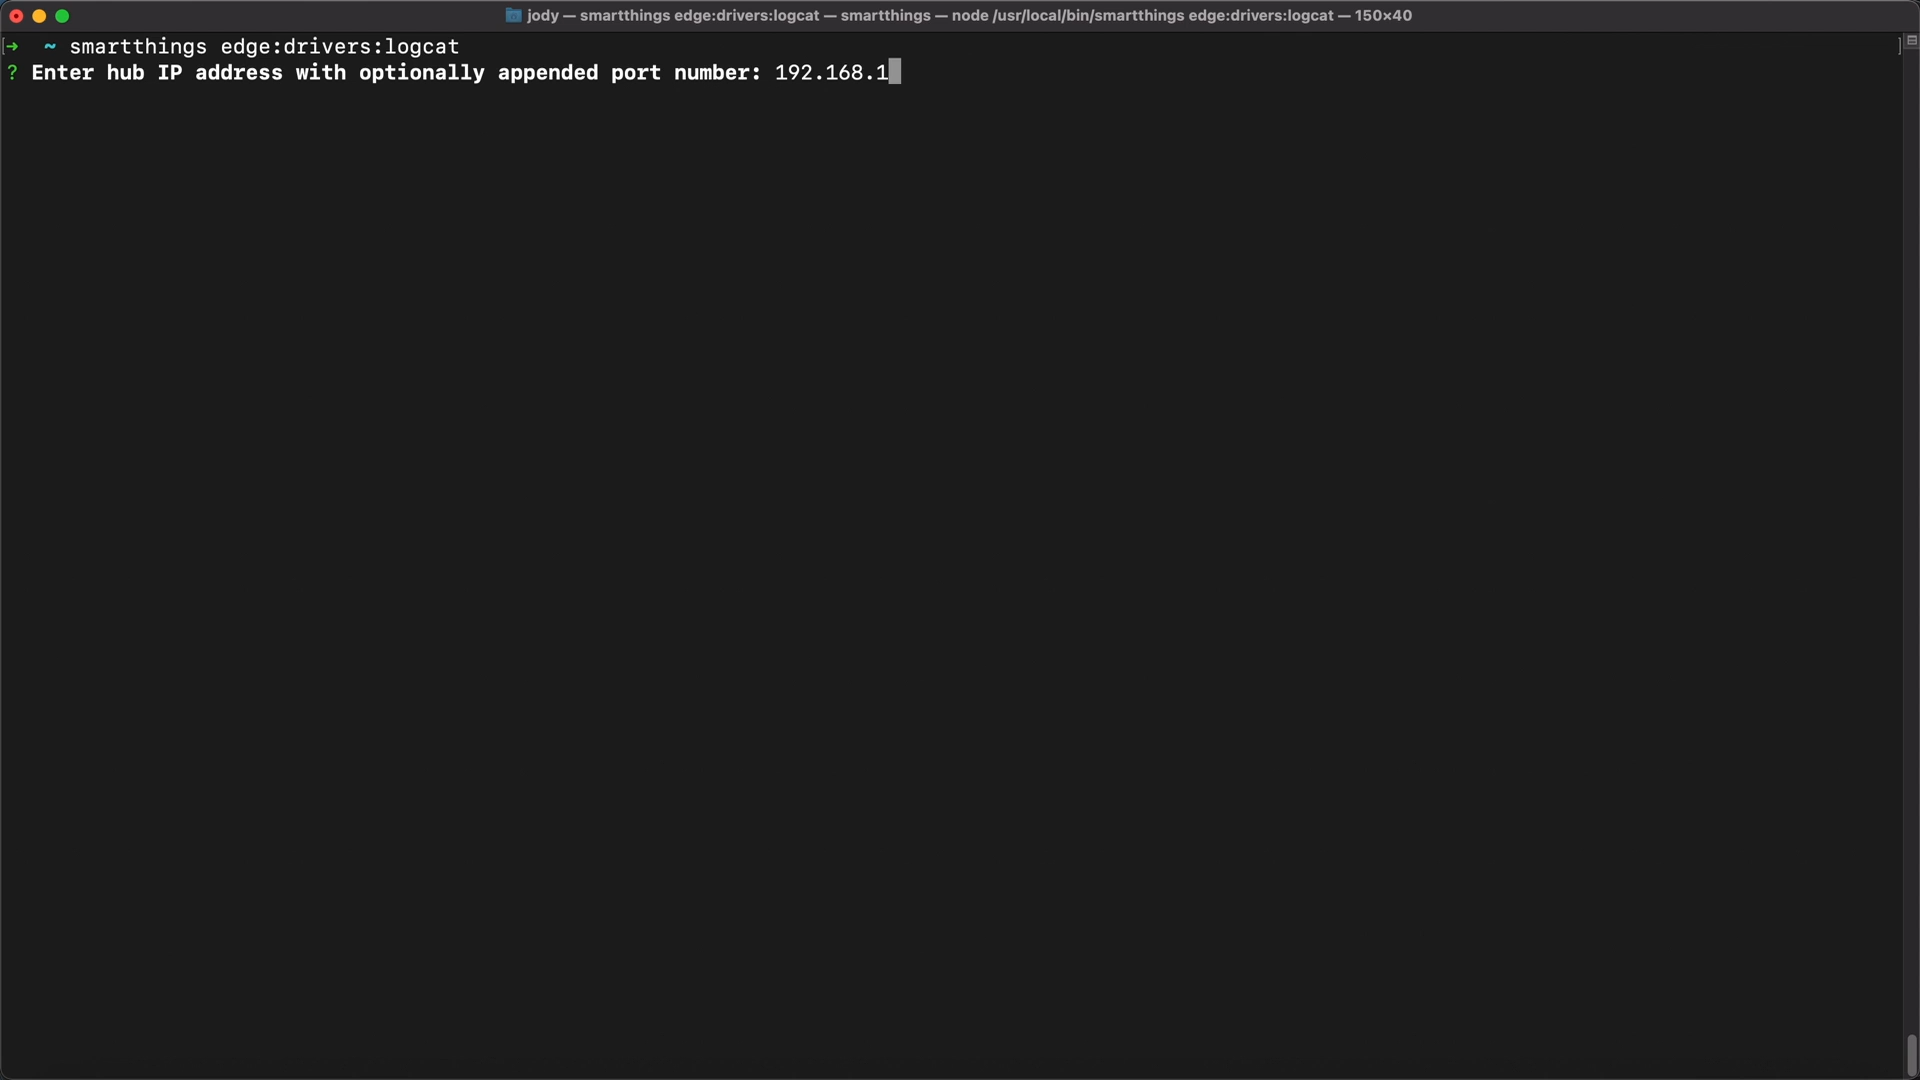 jody — smartthings edge:drivers:logcat — smartthings — node /usr/local/bin/smartthings edge:drivers:logcat — 150×40
[➜  ~ smartthings edge:drivers:logcat ]
? Enter hub IP address with optionally appended port number: 192.168.1